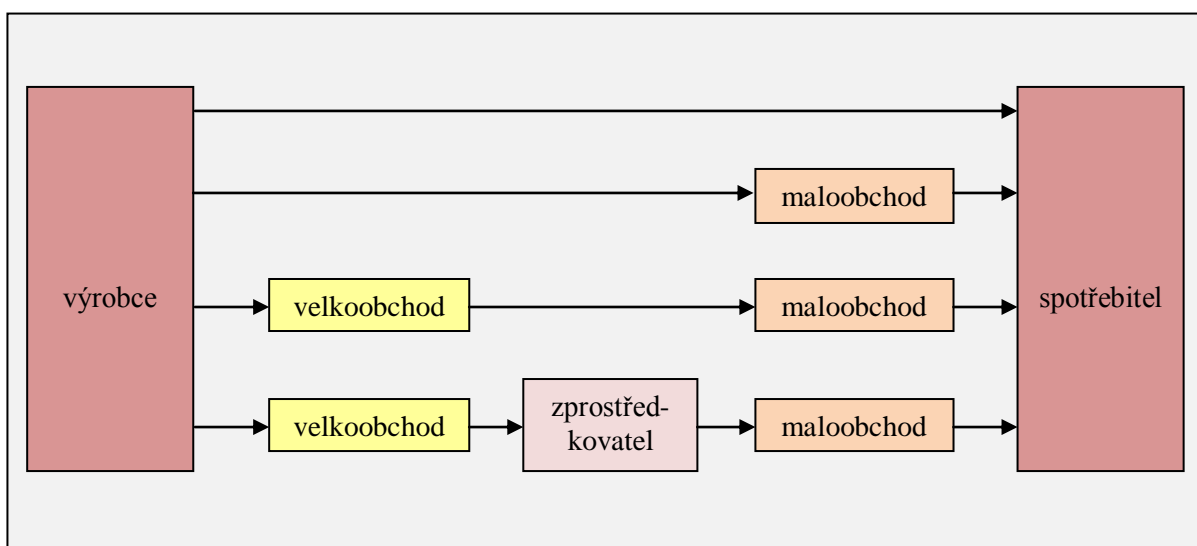 maloobchod
výrobce
velkoobchod
maloobchod
spotřebitel
velkoobchod
zprostřed-
kovatel
maloobchod